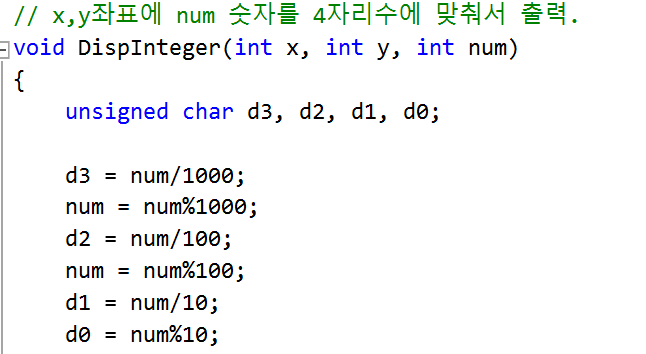 // x,y좌표에 num 숫자를 4자리수에 맞춰서 출력.
void DispInteger(int x, int y, int num)
{
unsigned char d3, d2, d1, d0;
d3 = num/1000;
num = num%1000;
d2 = num/100;
num = num%100;
d1 = num/10;
d0 = num%10;